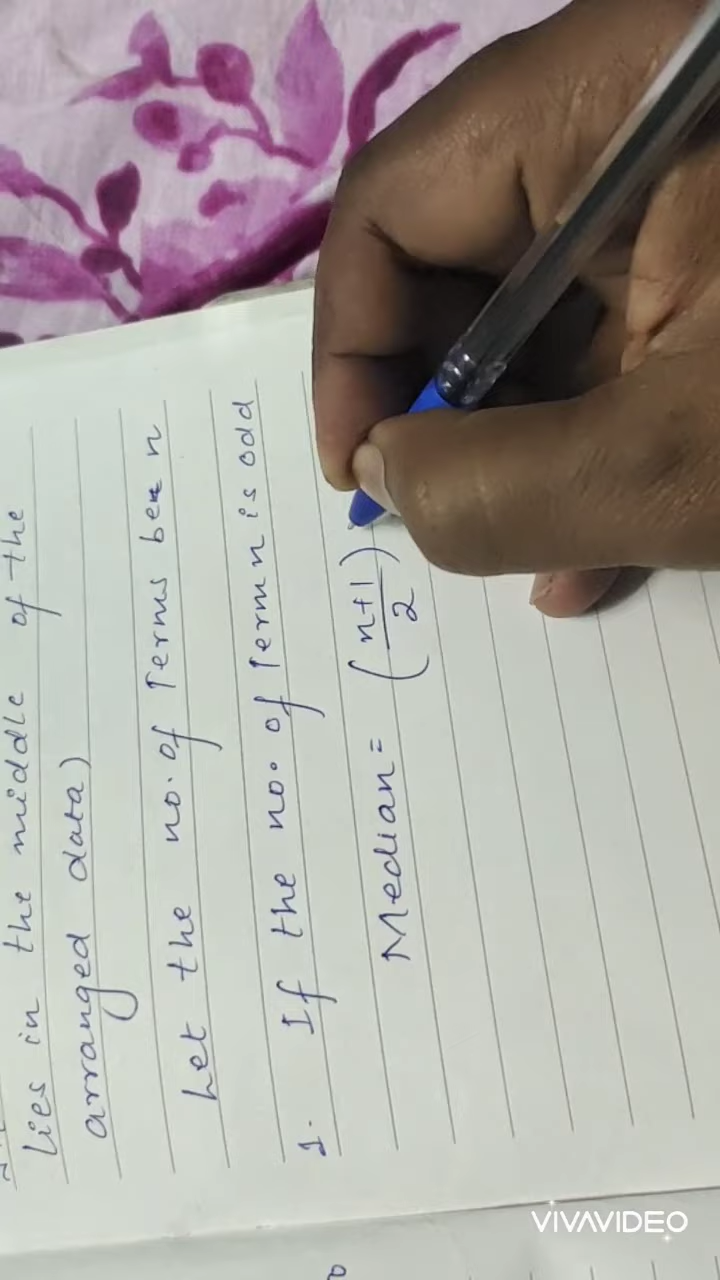 lies in the middle of the
arranged data)
Let the no. of Terms be n
1. If the no. of Term n is odd
Median = (n+1/2)
VIVAVIDEO